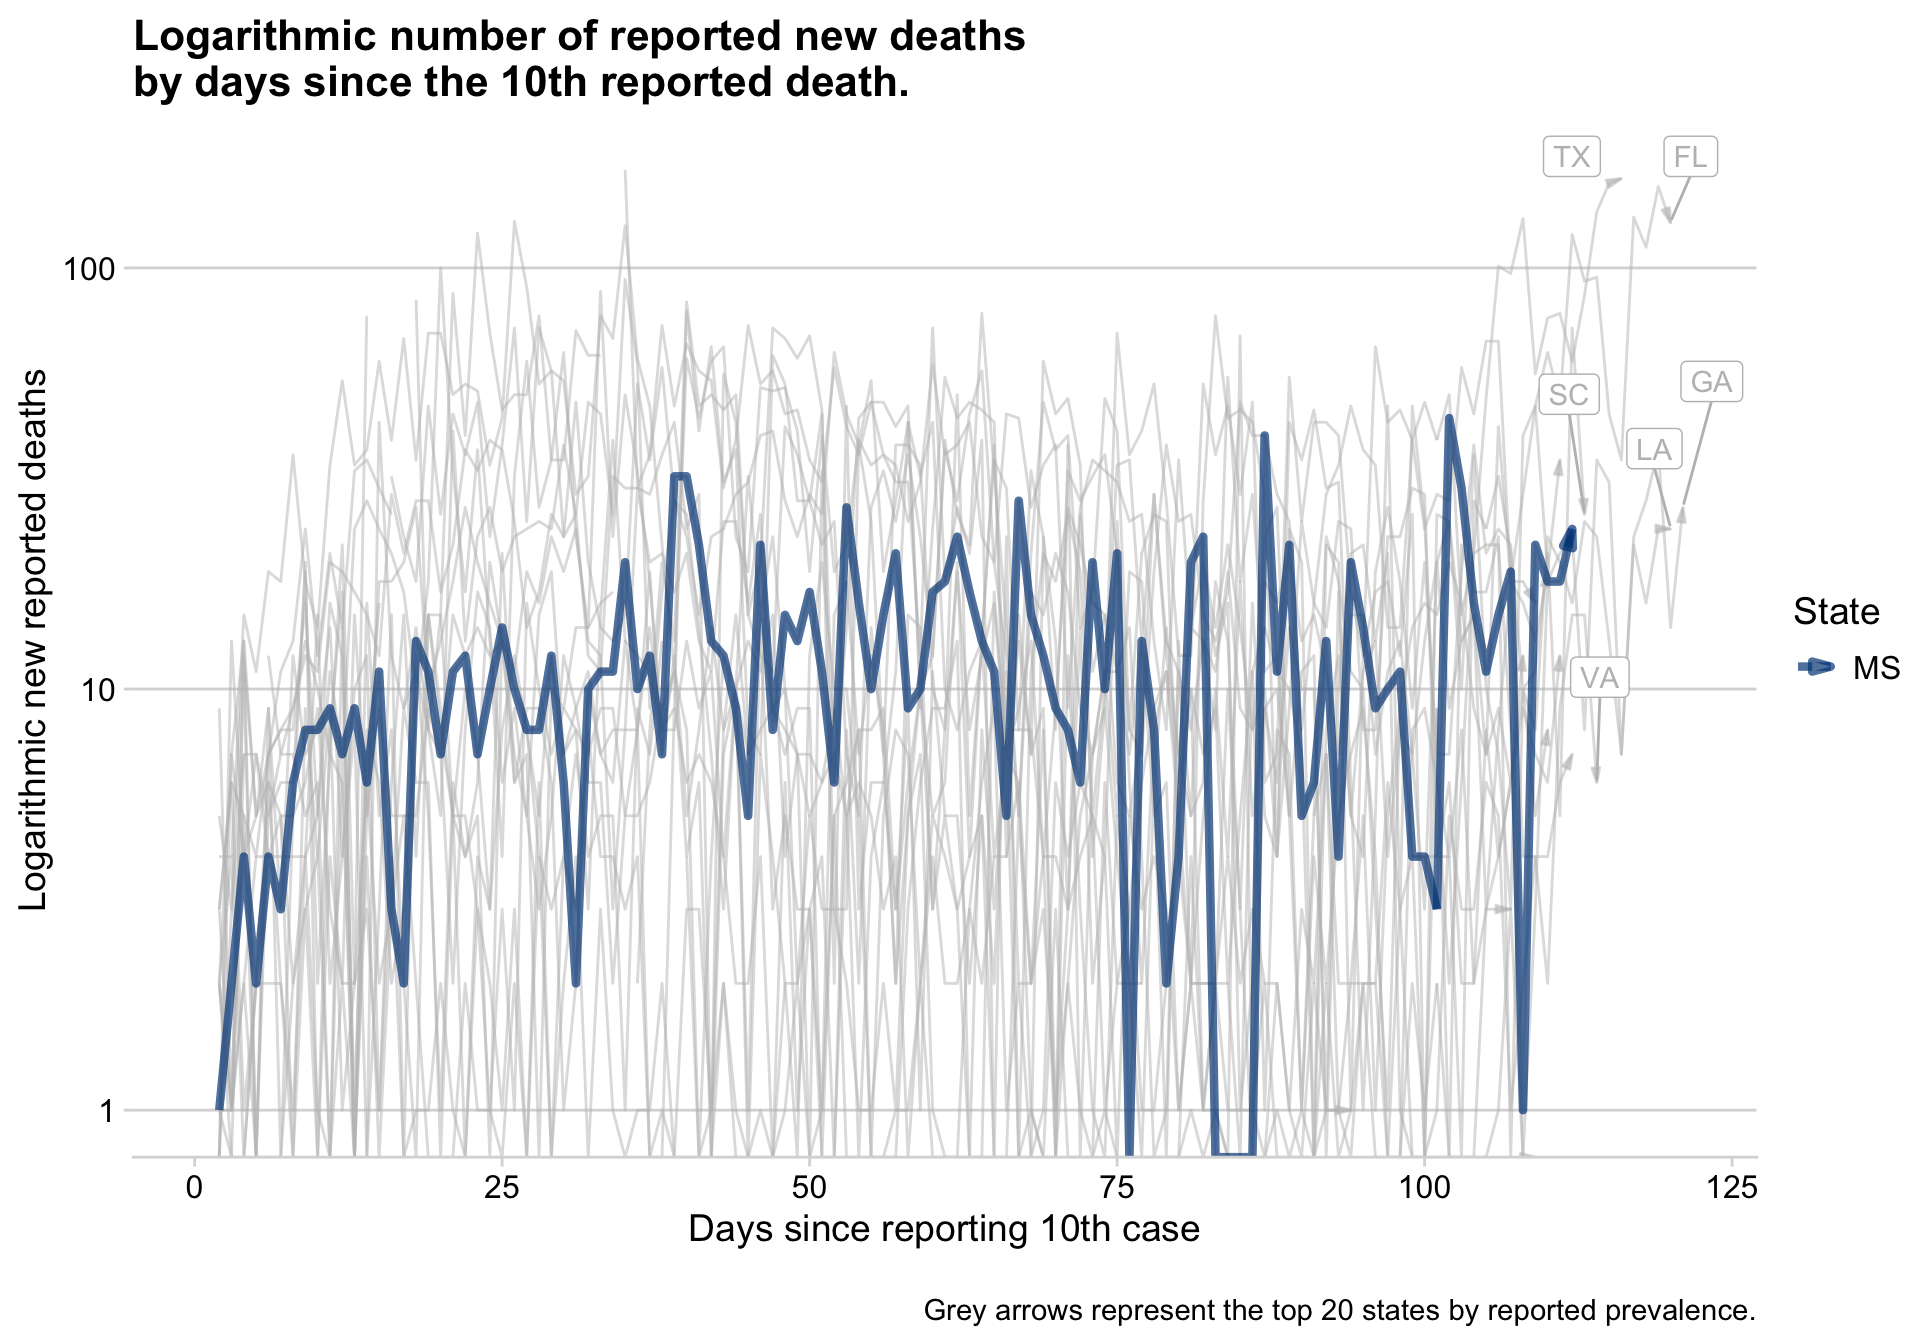 Logarithmic number of reported new deaths
by days since the 10th reported death.
TX
FL
100
SC
GA
LA
Logarithmic new reported deaths
State
MS
VA
10
1
0
25
50
75
100
125
Days since reporting 10th case
Grey arrows represent the top 20 states by reported prevalence.